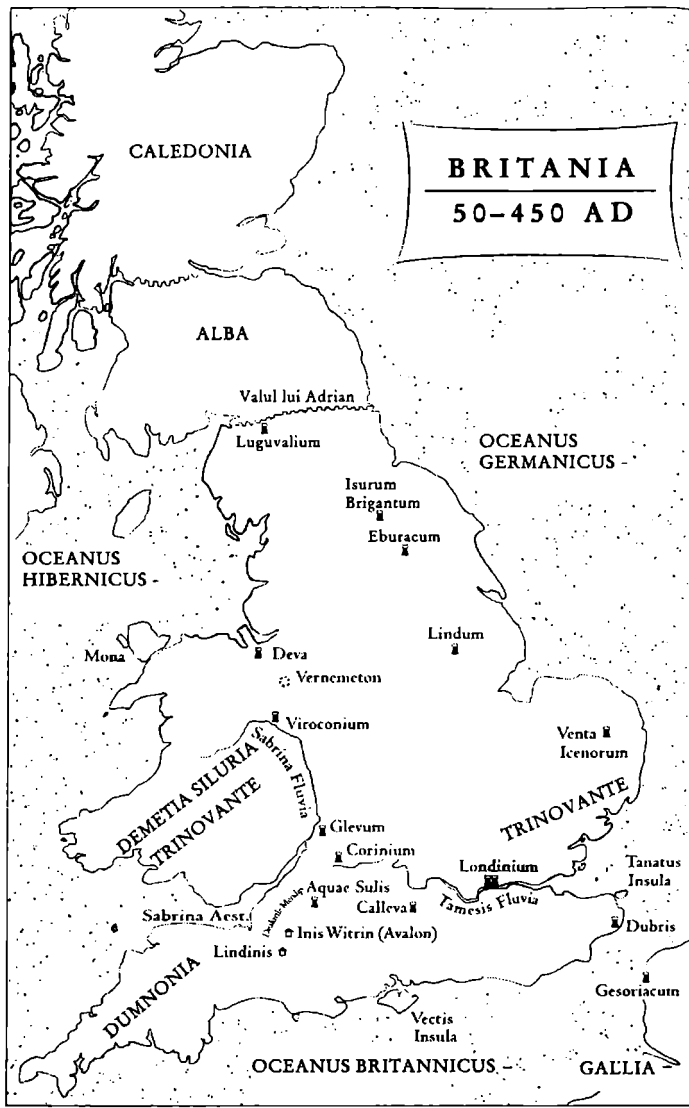 BRITANIA
50–450 AD
CALEDONIA
ALBA
Valul lui Adrian
Luguvalium
OCEANUS
GERMANICUS -
Isurum
Brigantum
Eburacum
OCEANUS
HIBERNICUS -
Mona
Deva
Lindum
Vernemeton
Viroconium
Venta
Icenorum
Sabrina Fluvia
DEMETIA SILURIA
TRINOVANTE
TRINOVANTE
Glevum
Corinium
Londinium
Tanatus
Insula
Tamesis Fluvia
Aquae Sulis
Calleva
Sabrina Aest.
Dubris
Inis Witrin (Avalon)
Lindinis
DUMNONIA
Gesoriacum
Vectis
Insula
OCEANUS BRITANNICUS -
GALLIA -